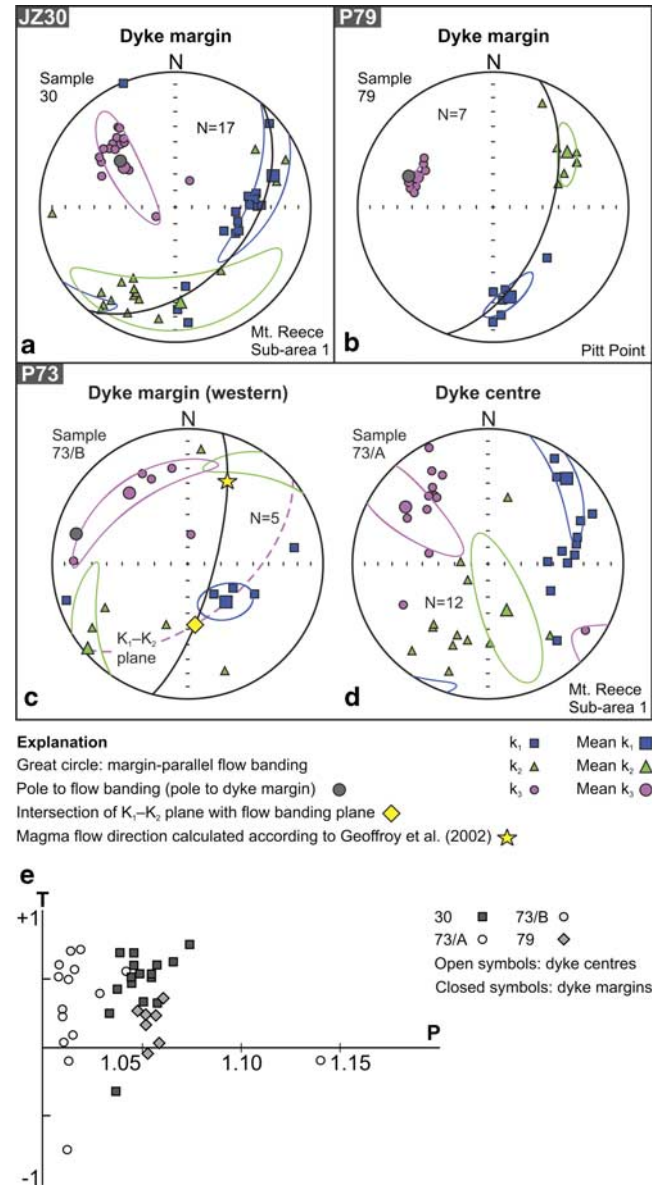 JZ30
Dyke margin
N
Sample
30
N=17
a
Mt. Reece
Sub-area 1
P79
Dyke margin
N
Sample
79
N=7
b
Pitt Point
P73
Dyke margin (western)
N
Sample
73/B
N=5
K₁–K₂
plane
c
Dyke centre
N
Sample
73/A
N=12
d
Mt. Reece
Sub-area 1
Explanation
Great circle: margin-parallel flow banding
Pole to flow banding (pole to dyke margin)
Intersection of K₁–K₂ plane with flow banding plane
Magma flow direction calculated according to Geoffroy et al. (2002)
k₁ Mean k₁
k₂ Mean k₂
k₃ Mean k₃
e
T
+1
P
1.05 1.10 1.15
-1
30 73/B
73/A 79
Open symbols: dyke centres
Closed symbols: dyke margins